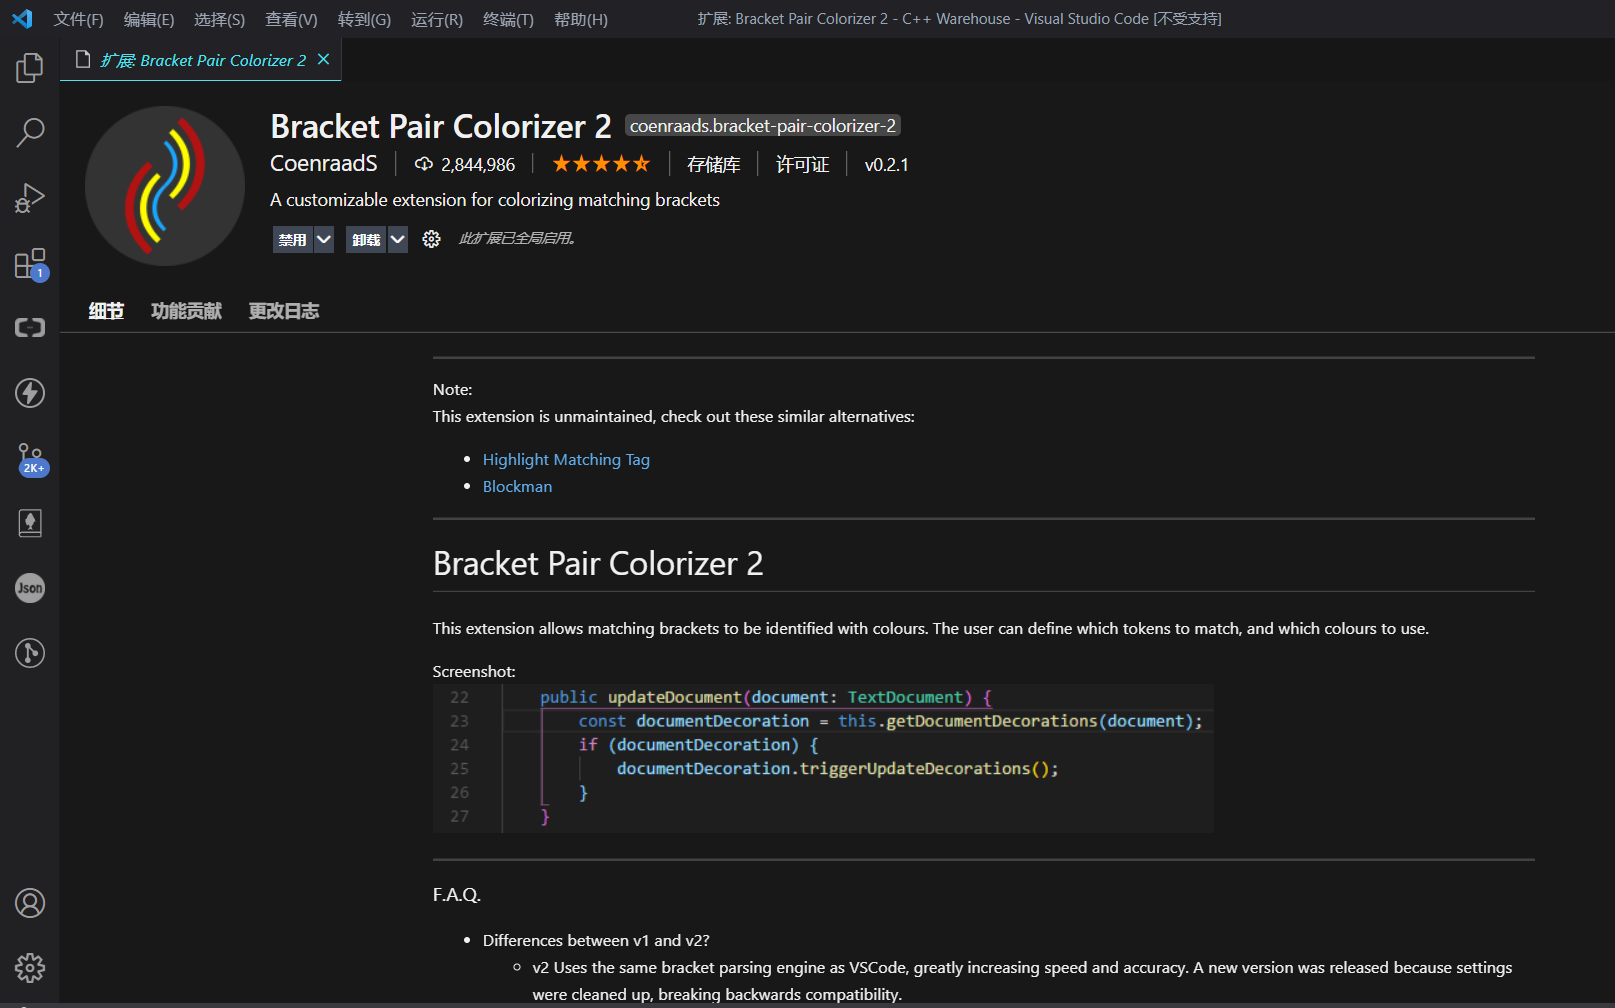 文件(F) 编辑(E) 选择(S) 查看(V) 转到(G) 运行(R) 终端(T) 帮助(H) 扩展: Bracket Pair Colorizer 2 - C++ Warehouse - Visual Studio Code [不受支持]
扩展: Bracket Pair Colorizer 2
Bracket Pair Colorizer 2 coenraads.bracket-pair-colorizer-2
CoenraadS 2,844,986 存储库 许可证 v0.2.1
A customizable extension for colorizing matching brackets
禁用 卸载 此扩展已全局启用。
1
细节 功能贡献 更改日志
Note:
This extension is unmaintained, check out these similar alternatives:
Highlight Matching Tag
2K+
Blockman
Bracket Pair Colorizer 2
Json
This extension allows matching brackets to be identified with colours. The user can define which tokens to match, and which colours to use.
Screenshot:
22 public updateDocument(document: TextDocument) {
23 const documentDecoration = this.getDocumentDecorations(document);
24 if (documentDecoration) {
25 documentDecoration.triggerUpdateDecorations();
26 }
27 }
F.A.Q.
Differences between v1 and v2?
v2 Uses the same bracket parsing engine as VSCode, greatly increasing speed and accuracy. A new version was released because settings
were cleaned up, breaking backwards compatibility.